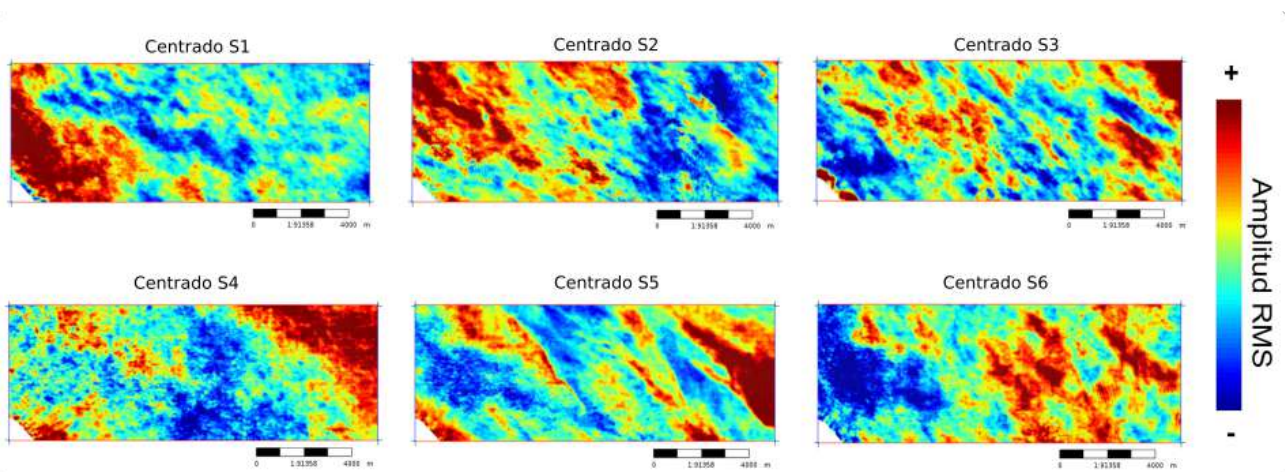 Centrado S1
Centrado S2
Centrado S3
0 1:91358 4000 m
0 1:91358 4000 m
0 1:91358 4000 m
Centrado S4
Centrado S5
Centrado S6
0 1:91358 4000 m
0 1:91358 4000 m
0 1:91358 4000 m
+
Amplitud RMS
-